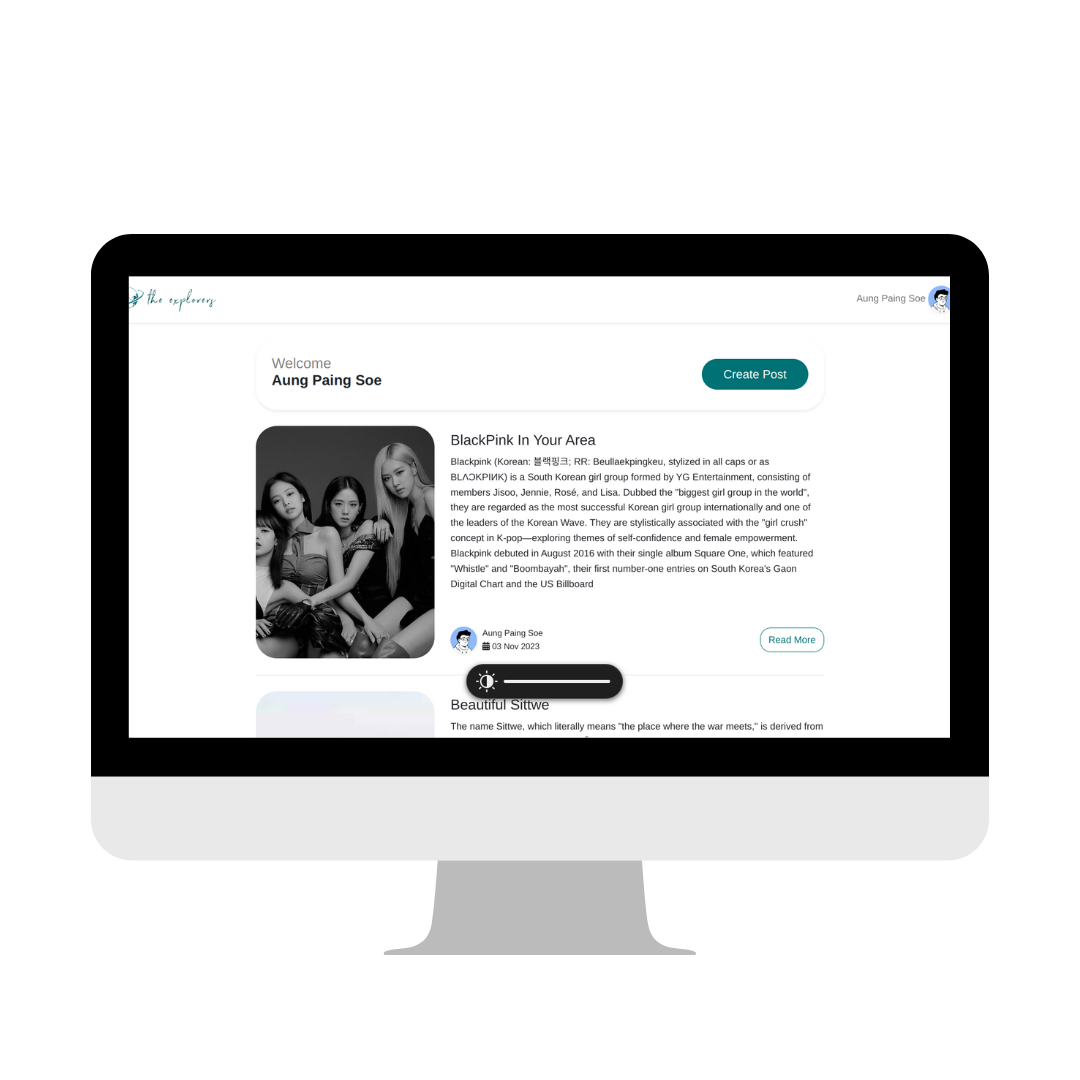 the explorers
Aung Paing Soe
Welcome
Aung Paing Soe
Create Post
BlackPink In Your Area
Blackpink (Korean: 블랙핑크; RR: Beullaekpingkeu, stylized in all caps or as
BLɅϽKPIИK) is a South Korean girl group formed by YG Entertainment, consisting of
members Jisoo, Jennie, Rosé, and Lisa. Dubbed the "biggest girl group in the world",
they are regarded as the most successful Korean girl group internationally and one of
the leaders of the Korean Wave. They are stylistically associated with the "girl crush"
concept in K-pop—exploring themes of self-confidence and female empowerment.
Blackpink debuted in August 2016 with their single album Square One, which featured
"Whistle" and "Boombayah", their first number-one entries on South Korea's Gaon
Digital Chart and the US Billboard
Aung Paing Soe
03 Nov 2023
Read More
Beautiful Sittwe
The name Sittwe, which literally means "the place where the war meets," is derived from